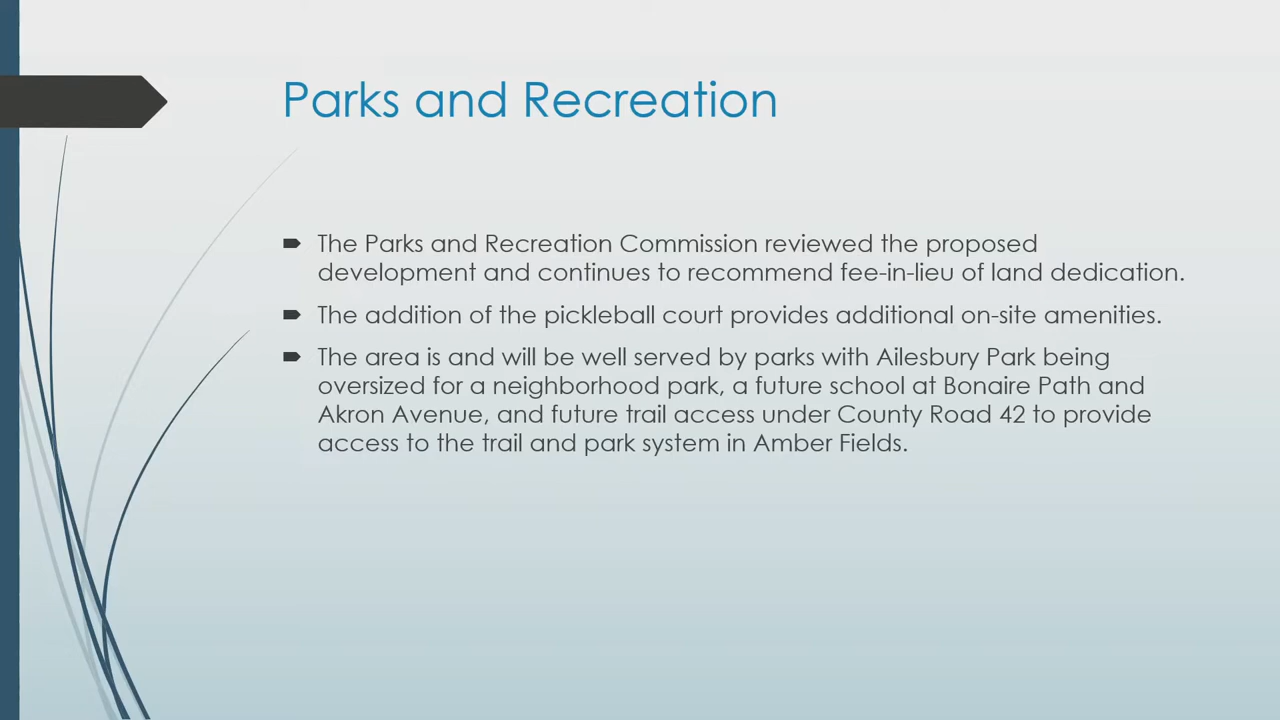 Parks and Recreation
The Parks and Recreation Commission reviewed the proposed
development and continues to recommend fee-in-lieu of land dedication.
The addition of the pickleball court provides additional on-site amenities.
The area is and will be well served by parks with Ailesbury Park being
oversized for a neighborhood park, a future school at Bonaire Path and
Akron Avenue, and future trail access under County Road 42 to provide
access to the trail and park system in Amber Fields.